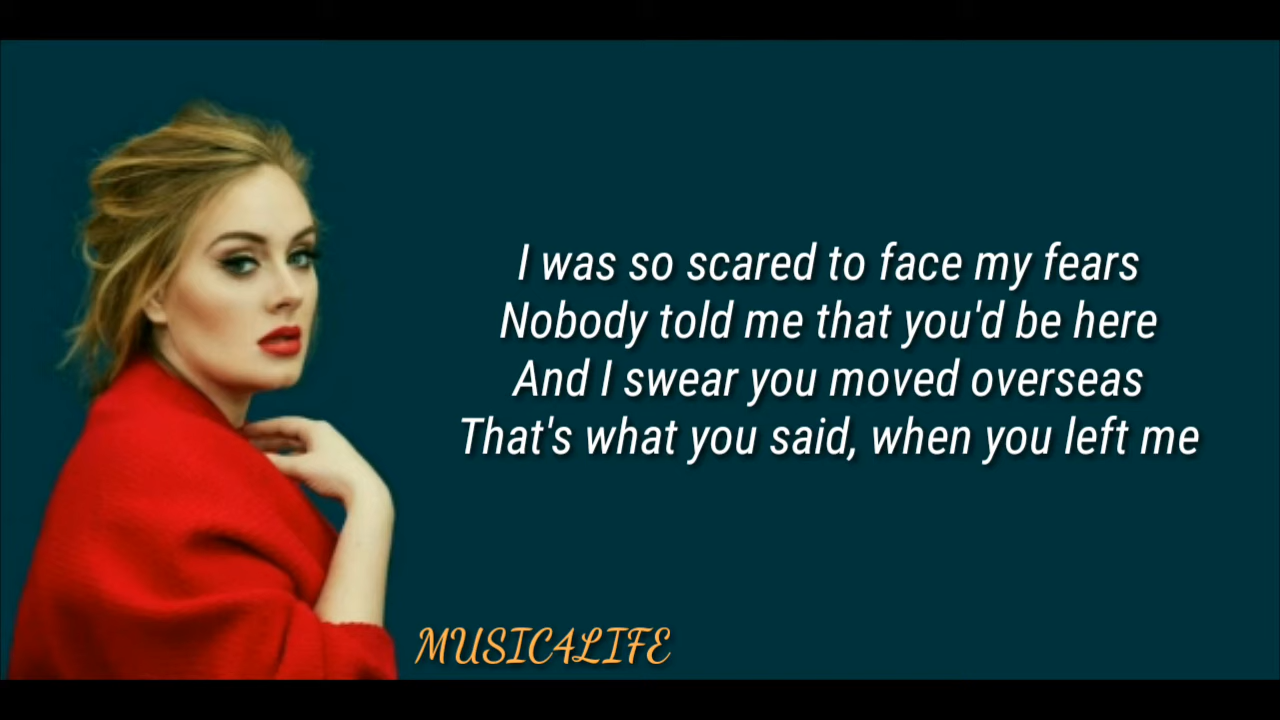 I was so scared to face my fears
Nobody told me that you'd be here
And I swear you moved overseas
That's what you said, when you left me
MUSIC4LIFE